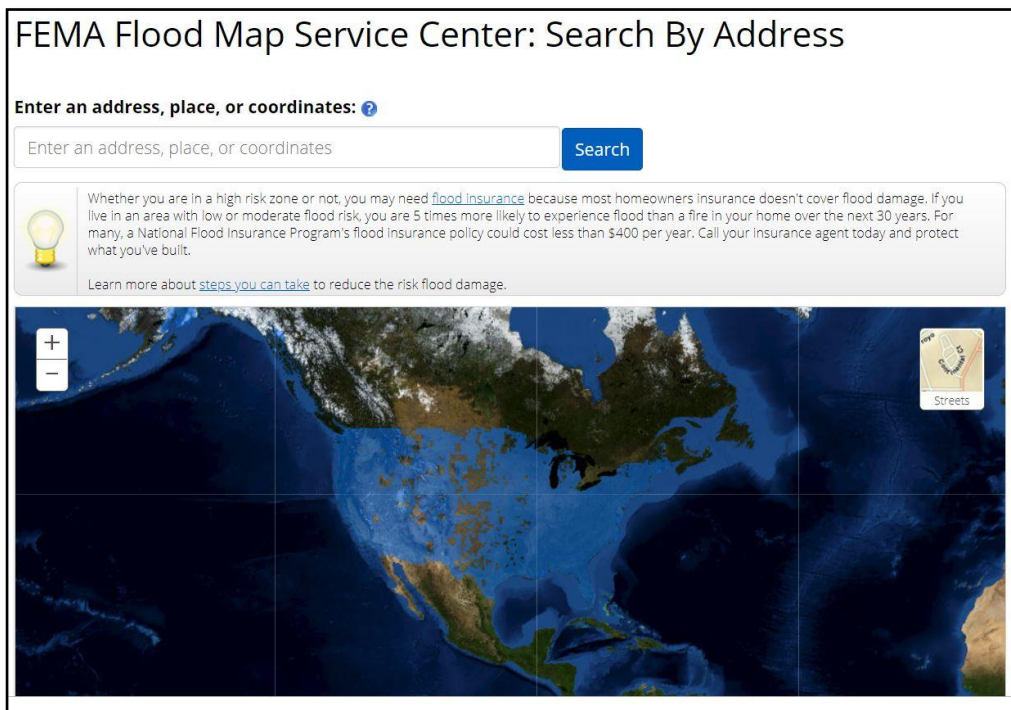 FEMA Flood Map Service Center: Search By Address
Enter an address, place, or coordinates:
Enter an address, place, or coordinates
Search
Whether you are in a high risk zone or not, you may need flood insurance because most homeowners insurance doesn't cover flood damage. If you
live in an area with low or moderate flood risk, you are 5 times more likely to experience flood than a fire in your home over the next 30 years. For
many, a National Flood Insurance Program's flood insurance policy could cost less than $400 per year. Call your insurance agent today and protect
what you've built.
Learn more about steps you can take to reduce the risk flood damage.
Streets